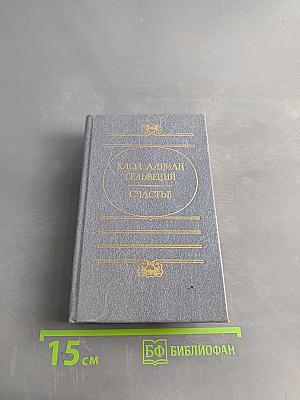 КЛОД АДРИАН
ГЕЛЬВЕЦИЙ
СЧАСТЬЕ
15 см
БФ БИБЛИОФАН